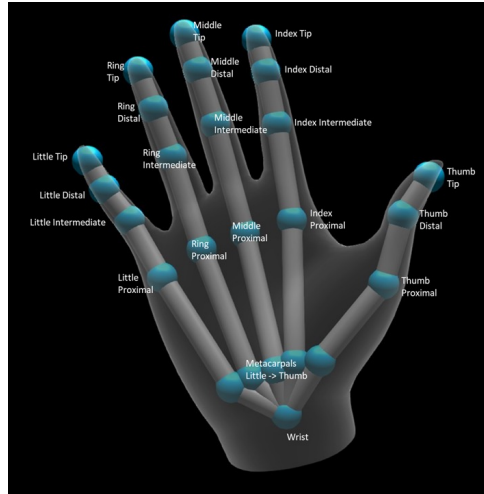 Middle
Tip
Index Tip
Ring
Tip
Middle
Distal
Index Distal
Ring
Distal
Middle
Intermediate
Index Intermediate
Little Tip
Ring
Intermediate
Thumb
Tip
Little Distal
Little Intermediate
Index
Proximal
Thumb
Distal
Middle
Proximal
Ring
Proximal
Little
Proximal
Thumb
Proximal
Metacarpals
Little -> Thumb
Wrist